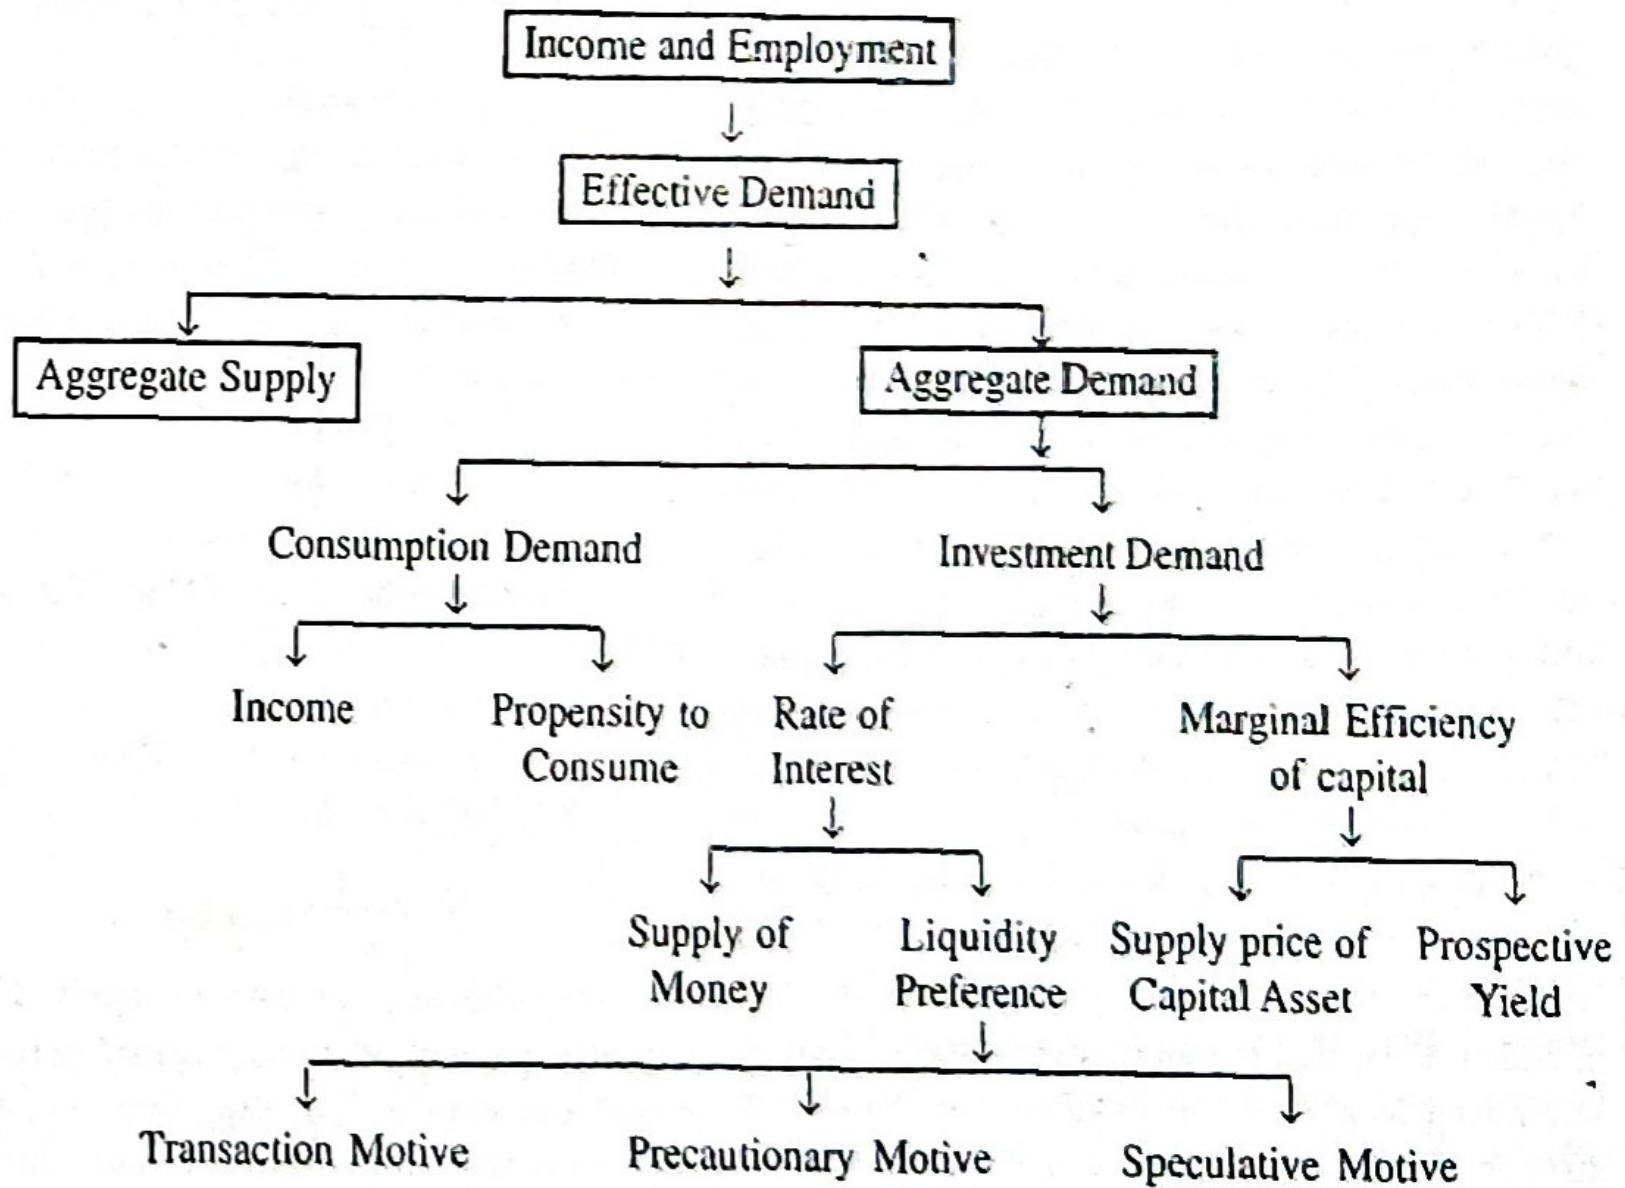 Income and Employment
Effective Demand
Aggregate Supply
Aggregate Demand
Consumption Demand
Investment Demand
Income
Propensity to
Consume
Rate of
Interest
Marginal Efficiency
of capital
Supply of
Money
Liquidity
Preference
Supply price of
Capital Asset
Prospective
Yield
Transaction Motive
Precautionary Motive
Speculative Motive